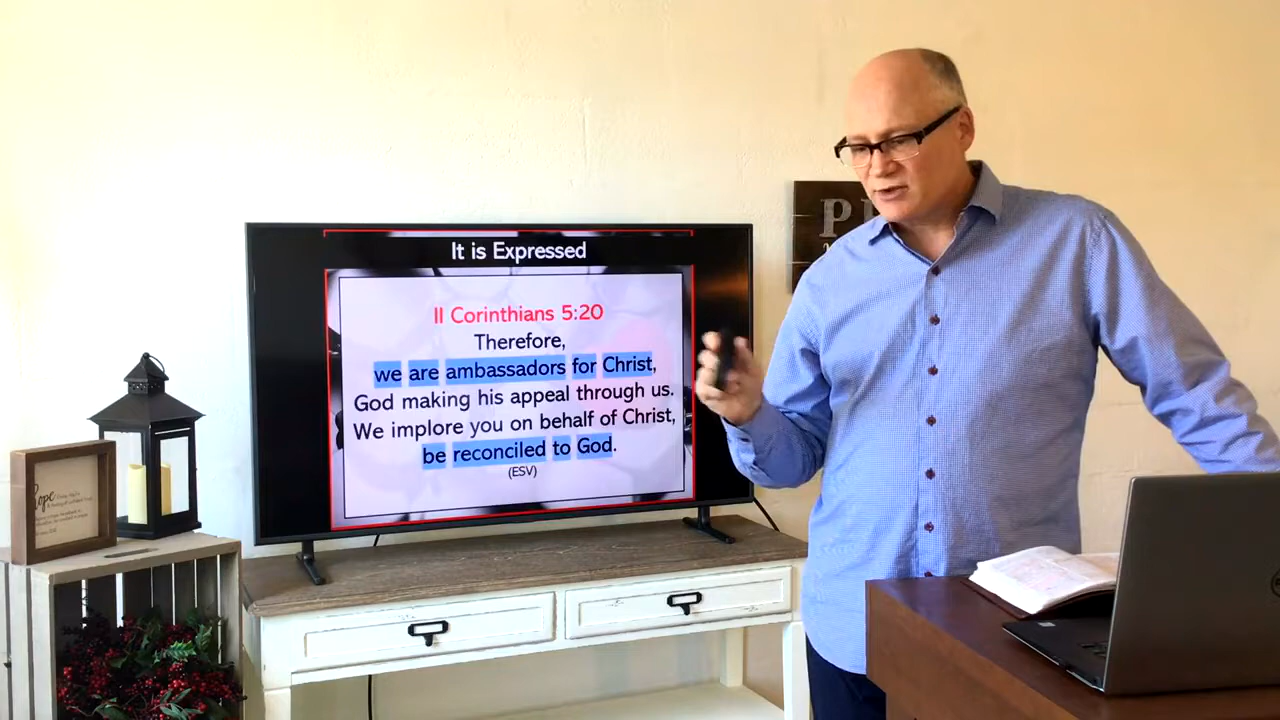 It is Expressed
II Corinthians 5:20
Therefore,
we are ambassadors for Christ,
God making his appeal through us.
We implore you on behalf of Christ,
be reconciled to God.
(ESV)